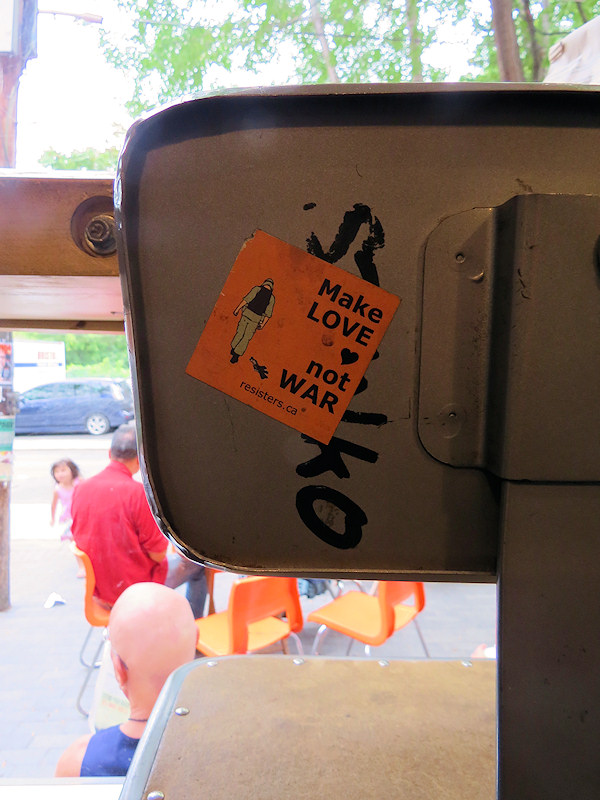 Make
LOVE
not
WAR
resisters.ca